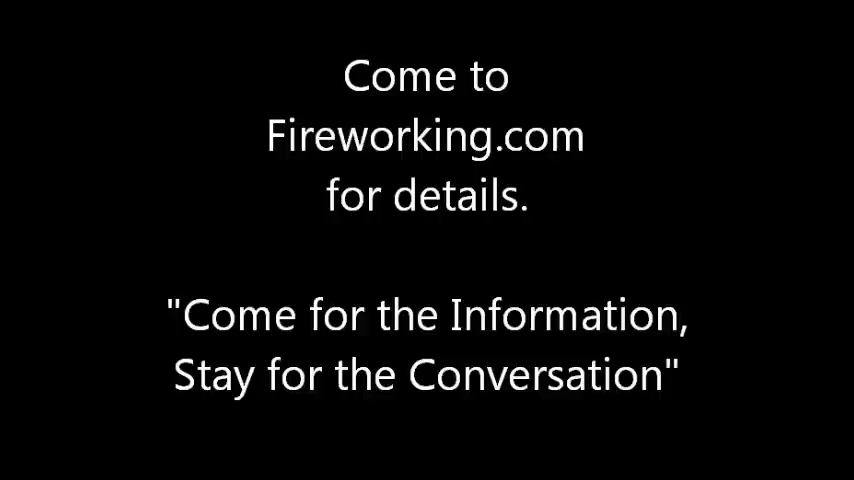 Come to
Fireworking.com
for details.
"Come for the Information,
Stay for the Conversation"